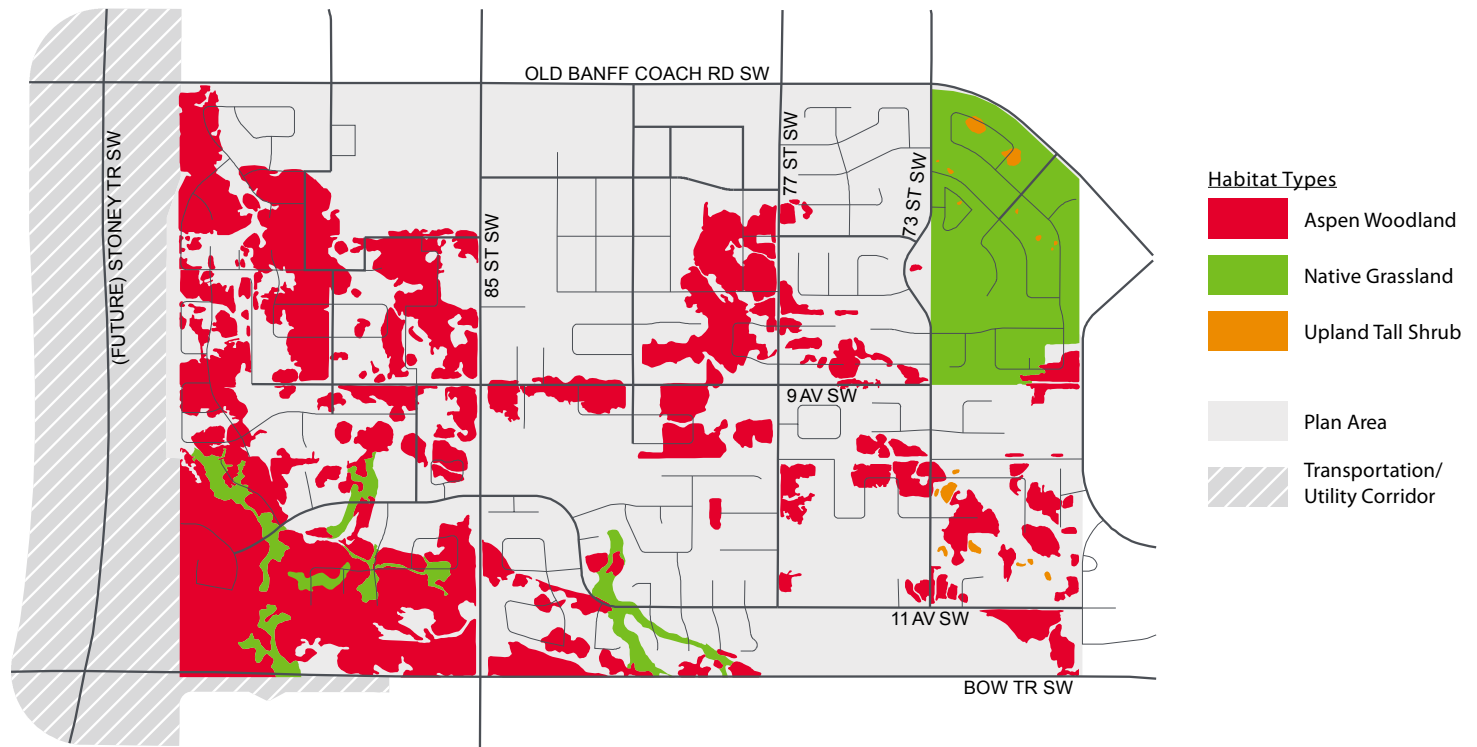 OLD BANFF COACH RD SW
(FUTURE) STONEY TR SW
85 ST SW
77 ST SW
73 ST SW
9 AV SW
11 AV SW
BOW TR SW
Habitat Types
Aspen Woodland
Native Grassland
Upland Tall Shrub
Plan Area
Transportation/
Utility Corridor